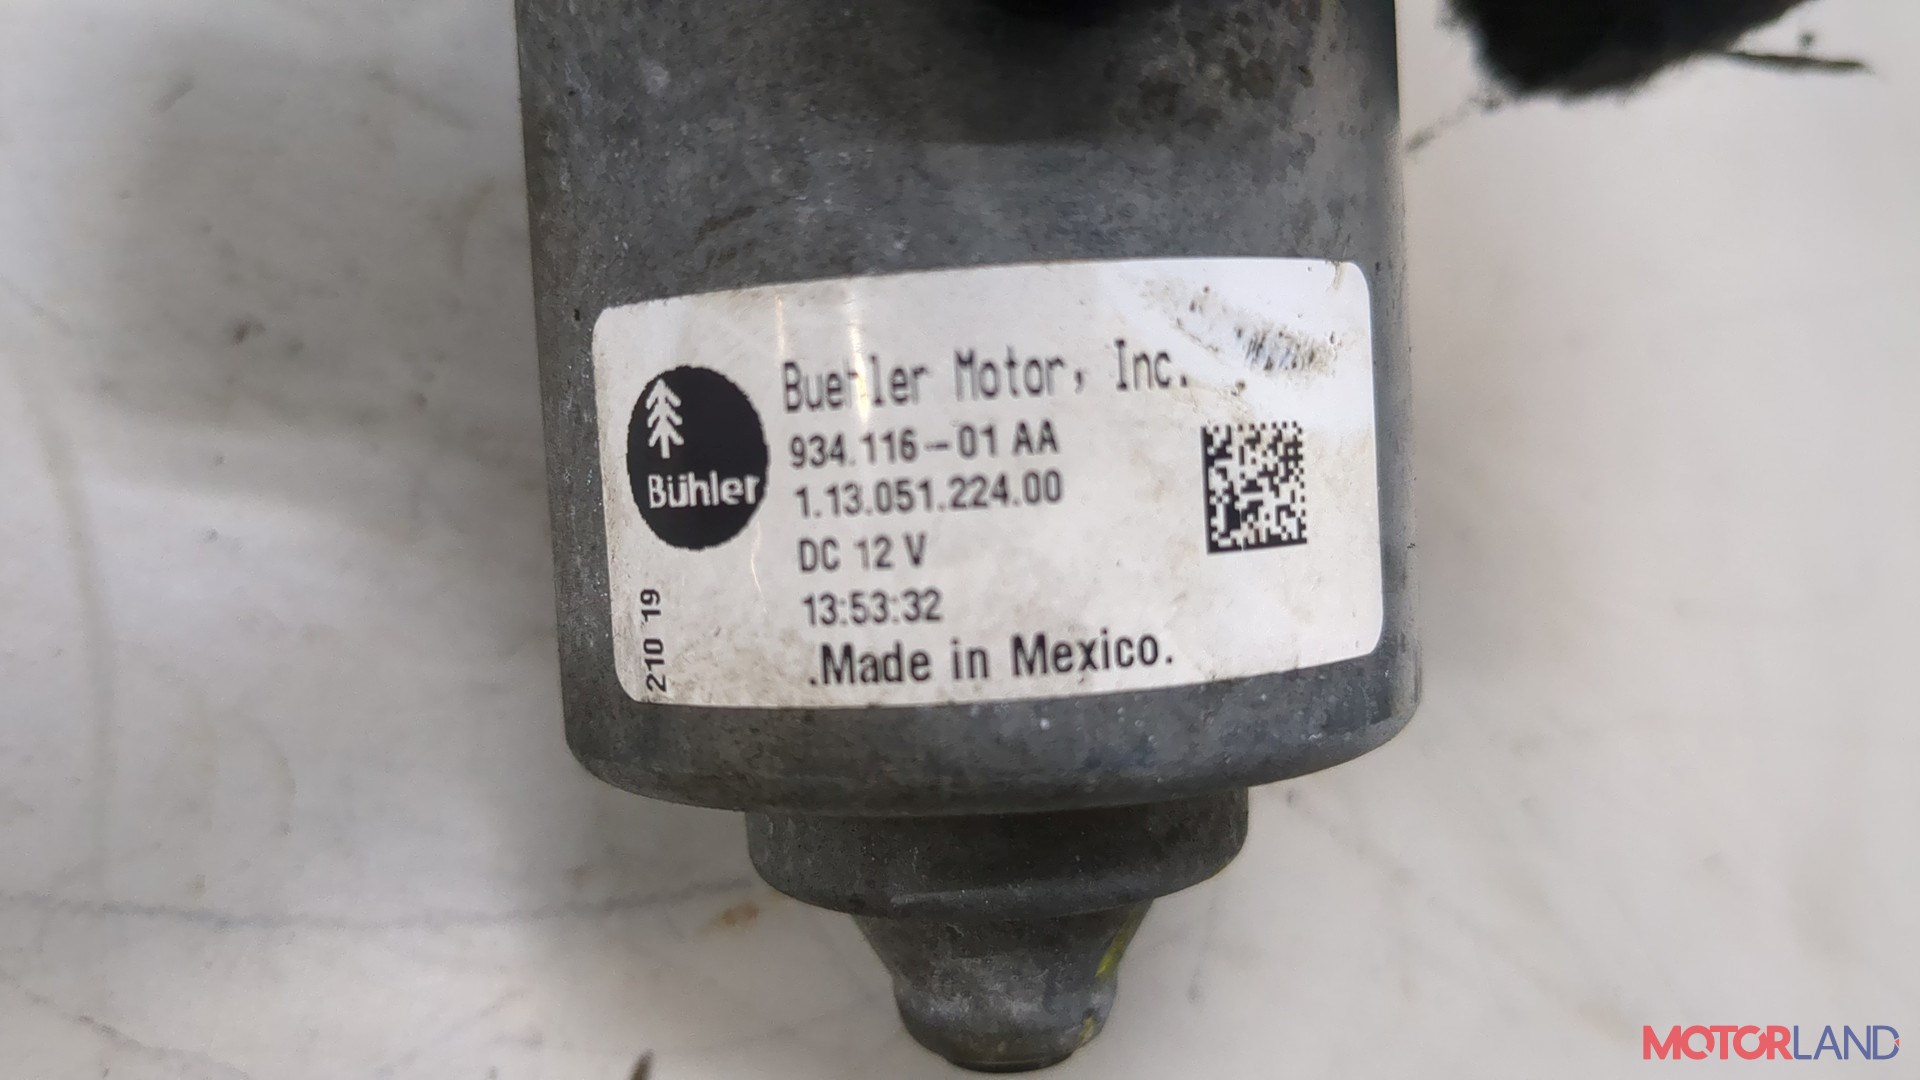 Buehler Motor, Inc.
934.116-01 AA
1.13.051.224.00
DC 12 V
13:53:32
.Made in Mexico.
Bühler
210 19
MOTORLAND